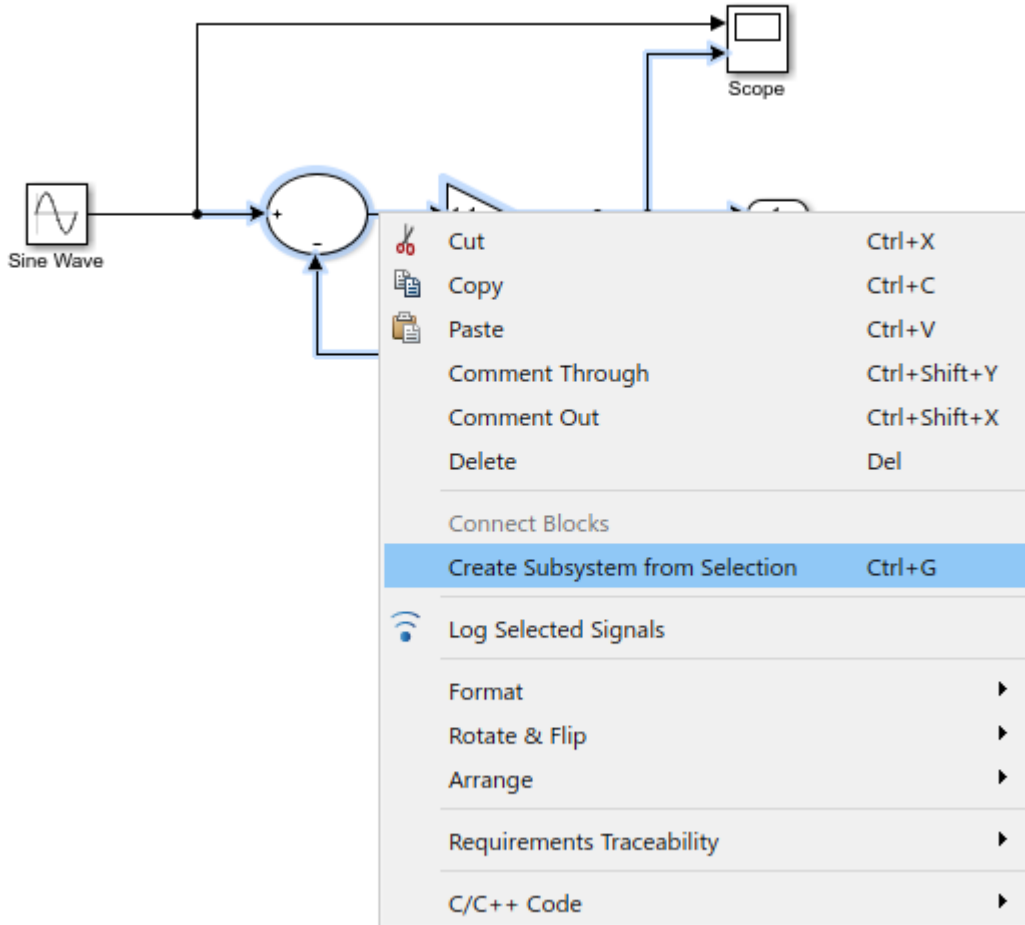 Scope
+
-
Sine Wave
Cut Ctrl+X
Copy Ctrl+C
Paste Ctrl+V
Comment Through Ctrl+Shift+Y
Comment Out Ctrl+Shift+X
Delete Del
Connect Blocks
Create Subsystem from Selection Ctrl+G
Log Selected Signals
Format
Rotate & Flip
Arrange
Requirements Traceability
C/C++ Code